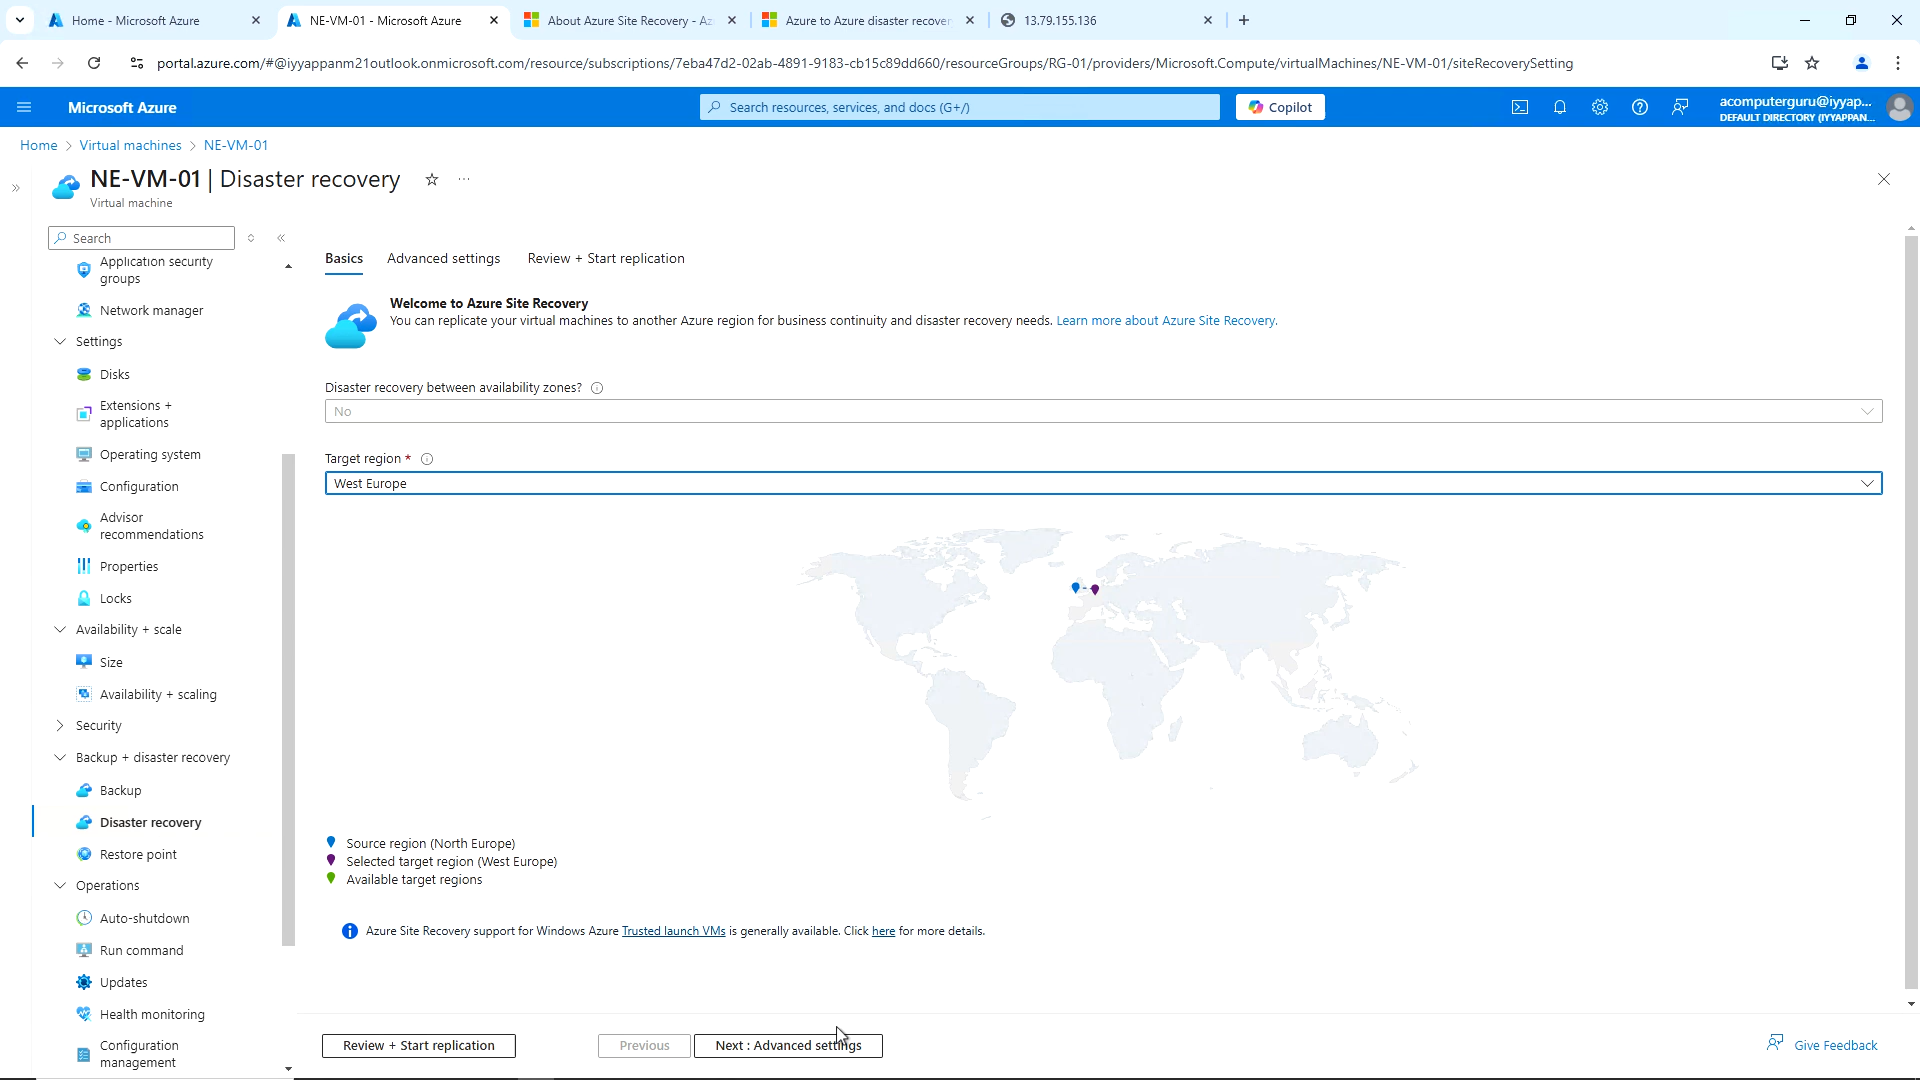 Home - Microsoft Azure
NE-VM-01 - Microsoft Azure
About Azure Site Recovery - Az
Azure to Azure disaster recover
13.79.155.136
portal.azure.com/#@iyyappanm21outlook.onmicrosoft.com/resource/subscriptions/7eba47d2-02ab-4891-9183-cb15c89dd660/resourceGroups/RG-01/providers/Microsoft.Compute/virtualMachines/NE-VM-01/siteRecoverySetting
Microsoft Azure
Search resources, services, and docs (G+/)
Copilot
acomputerguru@iyyap...
DEFAULT DIRECTORY (IYYAPPAN...
Home > Virtual machines > NE-VM-01
NE-VM-01 | Disaster recovery
Virtual machine
Search
Application security
groups
Network manager
Settings
Disks
Extensions +
applications
Operating system
Configuration
Advisor
recommendations
Properties
Locks
Availability + scale
Size
Availability + scaling
Security
Backup + disaster recovery
Backup
Disaster recovery
Restore point
Operations
Auto-shutdown
Run command
Updates
Health monitoring
Configuration
management
Basics
Advanced settings
Review + Start replication
Welcome to Azure Site Recovery
You can replicate your virtual machines to another Azure region for business continuity and disaster recovery needs. Learn more about Azure Site Recovery.
Disaster recovery between availability zones?
No
Target region *
West Europe
Source region (North Europe)
Selected target region (West Europe)
Available target regions
Azure Site Recovery support for Windows Azure Trusted launch VMs is generally available. Click here for more details.
Review + Start replication
Previous
Next : Advanced settings
Give Feedback